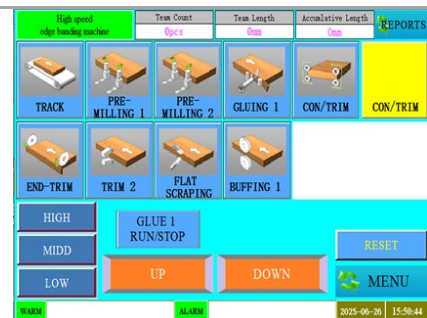 High speed
edge banding machine
Team Count
0pcs
Team Length
0mm
Accumlative Length
0mm
REPORTS
TRACK
PRE-
MILLING 1
PRE-
MILLING 2
GLUING 1
CON/TRIM
CON/TRIM
END-TRIM
TRIM 2
FLAT
SCRAPING
BUFFING 1
HIGH
MIDD
LOW
GLUE 1
RUN/STOP
UP
DOWN
RESET
MENU
WARM
ALARM
2025-06-26
15:50:44